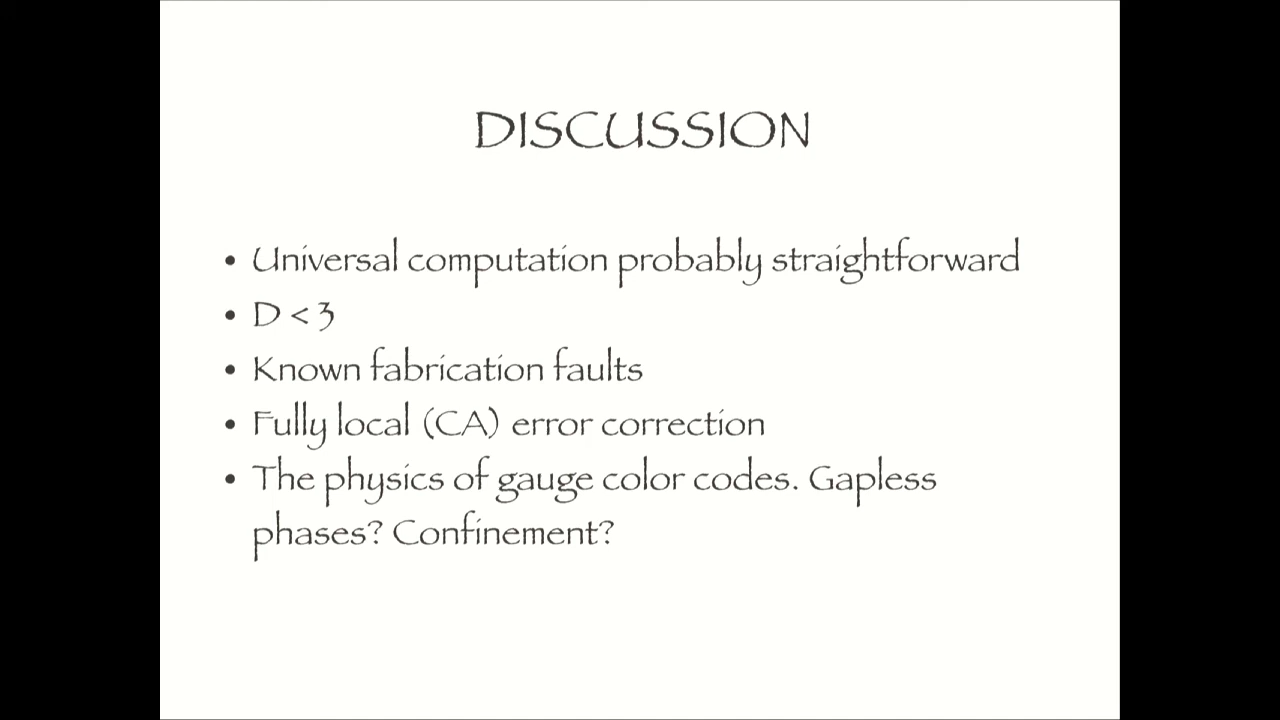 DISCUSSION
• Universal computation probably straightforward
• D < 3
• Known fabrication faults
• Fully local (CA) error correction
• The physics of gauge color codes. Gapless
phases? Confinement?